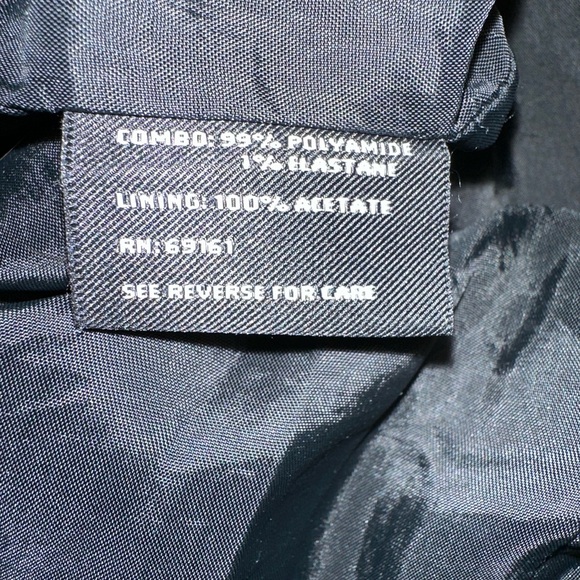 COMBO: 99% POLYAMIDE
1% ELASTANE
LINING: 100% ACETATE
RN: 69161
SEE REVERSE FOR CARE